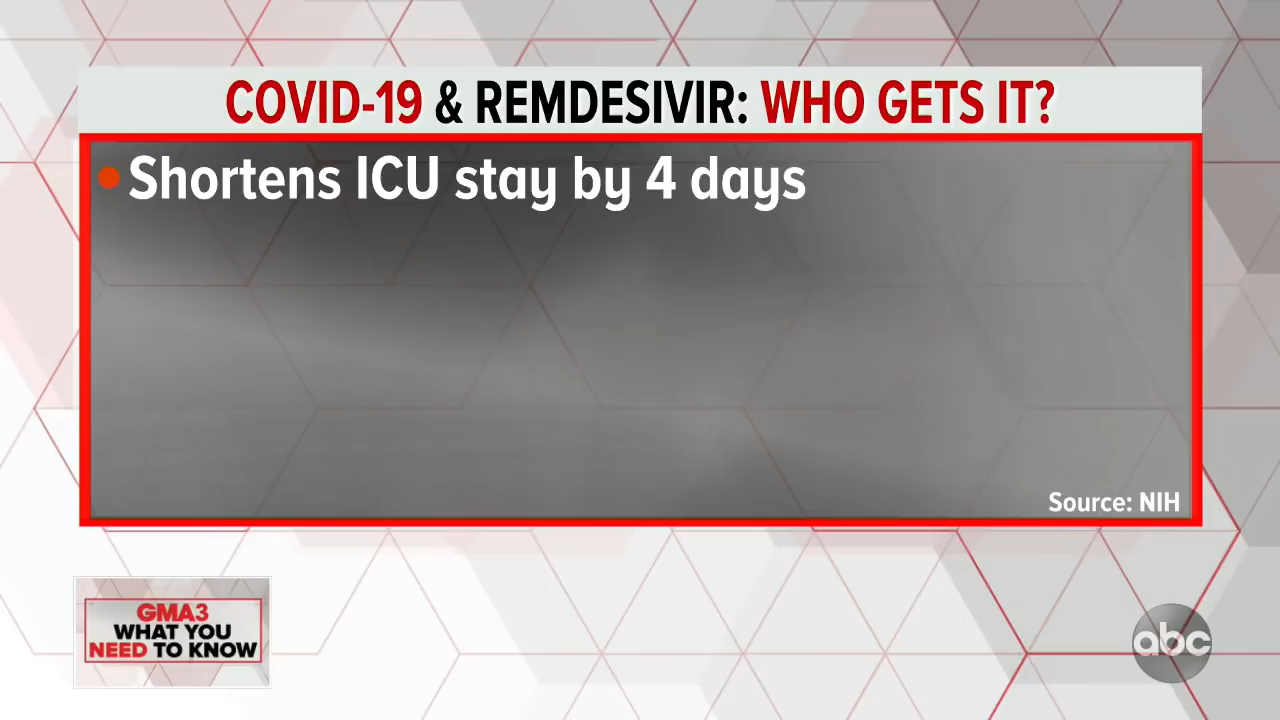 COVID-19 & REMDESIVIR: WHO GETS IT?
• Shortens ICU stay by 4 days
Source: NIH
GMA3
WHAT YOU
NEED TO KNOW
abc